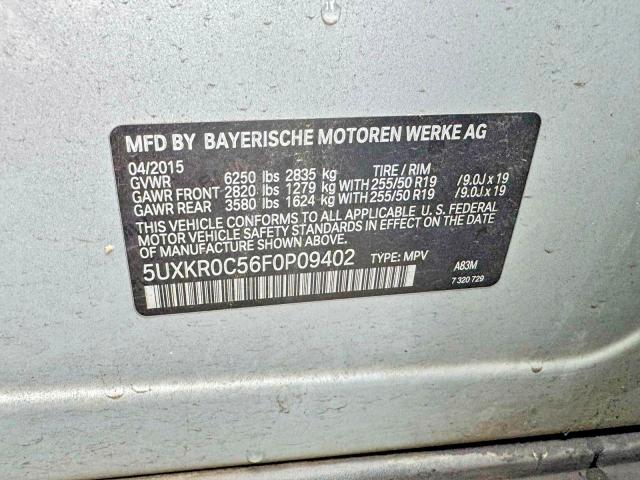 MFD BY BAYERISCHE MOTOREN WERKE AG
04/2015 TIRE / RIM
GVWR 6250 lbs 2835 kg
GAWR FRONT 2820 lbs 1279 kg WITH 255/50 R19 /9.0J x 19
GAWR REAR 3580 lbs 1624 kg WITH 255/50 R19 /9.0J x 19
THIS VEHICLE CONFORMS TO ALL APPLICABLE U.S. FEDERAL
MOTOR VEHICLE SAFETY STANDARDS IN EFFECT ON THE DATE
OF MANUFACTURE SHOWN ABOVE.
5UXKR0C56F0P09402 TYPE: MPV A83M
7 320 729